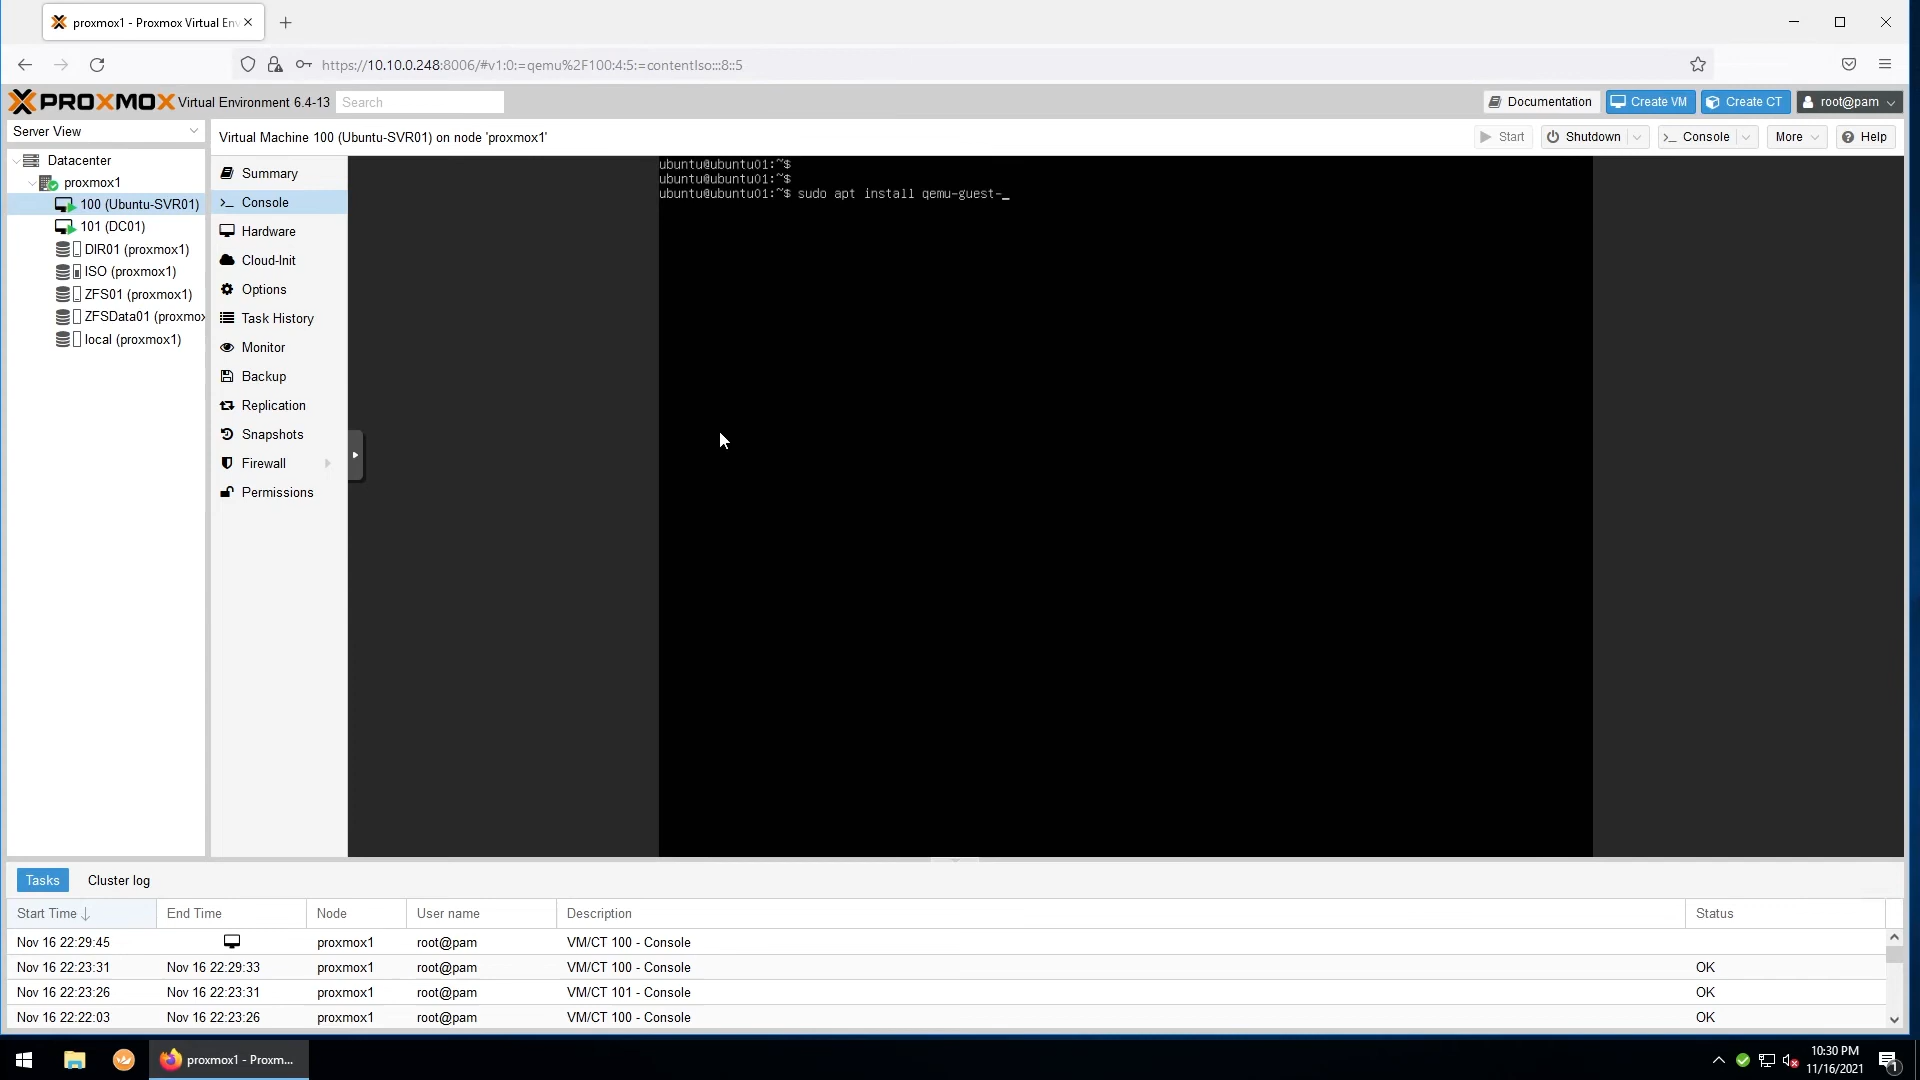 proxmox1 - Proxmox Virtual En
https://10.10.0.248:8006/#v1:0:=qemu%2F100:4:5:=contentIso:::8::5
PROXMOX Virtual Environment 6.4-13 Search
Documentation Create VM Create CT root@pam
Server View
Virtual Machine 100 (Ubuntu-SVR01) on node 'proxmox1'
Start Shutdown Console More Help
Datacenter
proxmox1
100 (Ubuntu-SVR01)
101 (DC01)
DIR01 (proxmox1)
ISO (proxmox1)
ZFS01 (proxmox1)
ZFSData01 (proxmox
local (proxmox1)
Summary
Console
Hardware
Cloud-Init
Options
Task History
Monitor
Backup
Replication
Snapshots
Firewall
Permissions
ubuntu@ubuntu01:~$
ubuntu@ubuntu01:~$
ubuntu@ubuntu01:~$ sudo apt install qemu-guest-_
Tasks Cluster log
Start Time End Time Node User name Description Status
Nov 16 22:29:45 proxmox1 root@pam VM/CT 100 - Console
Nov 16 22:23:31 Nov 16 22:29:33 proxmox1 root@pam VM/CT 100 - Console OK
Nov 16 22:23:26 Nov 16 22:23:31 proxmox1 root@pam VM/CT 101 - Console OK
Nov 16 22:22:03 Nov 16 22:23:26 proxmox1 root@pam VM/CT 100 - Console OK
proxmox1 - Proxm...
10:30 PM
11/16/2021
1